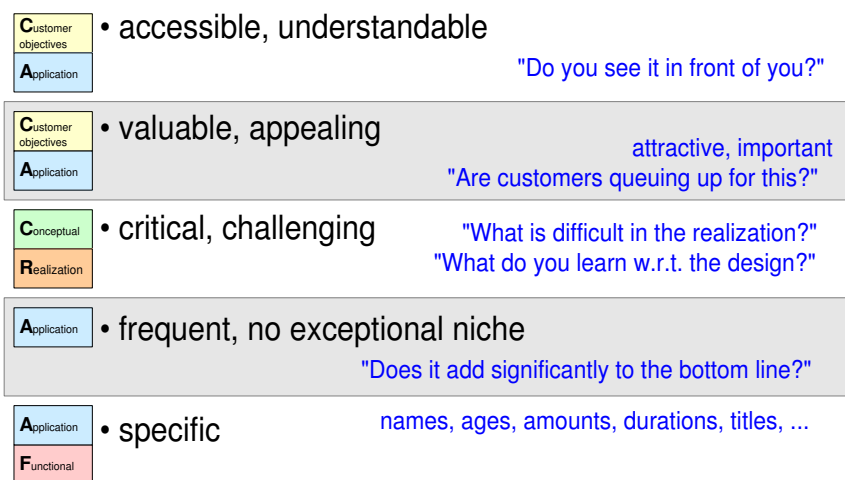 Customer
objectives
Application
• accessible, understandable
"Do you see it in front of you?"
Customer
objectives
Application
• valuable, appealing
attractive, important
"Are customers queuing up for this?"
Conceptual
Realization
• critical, challenging
"What is difficult in the realization?"
"What do you learn w.r.t. the design?"
Application
• frequent, no exceptional niche
"Does it add significantly to the bottom line?"
Application
Functional
• specific
names, ages, amounts, durations, titles, ...